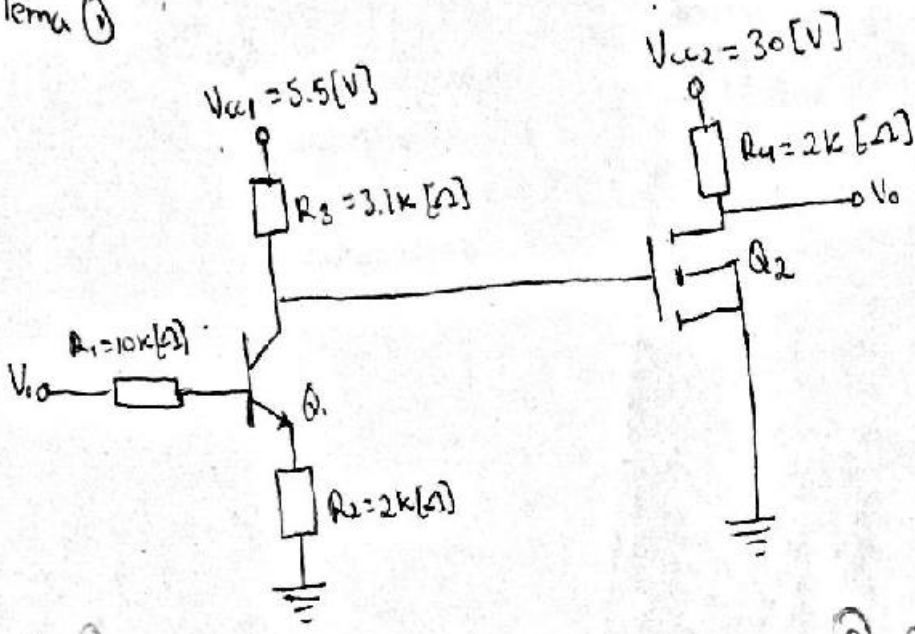 Tema ①
Vcc1 = 5.5[V]
Vcc2 = 30[V]
R3 = 3.1k[Ω]
R4 = 2k[Ω]
Vo
Q2
R1 = 10k[Ω]
Vi
Q1
R2 = 2k[Ω]